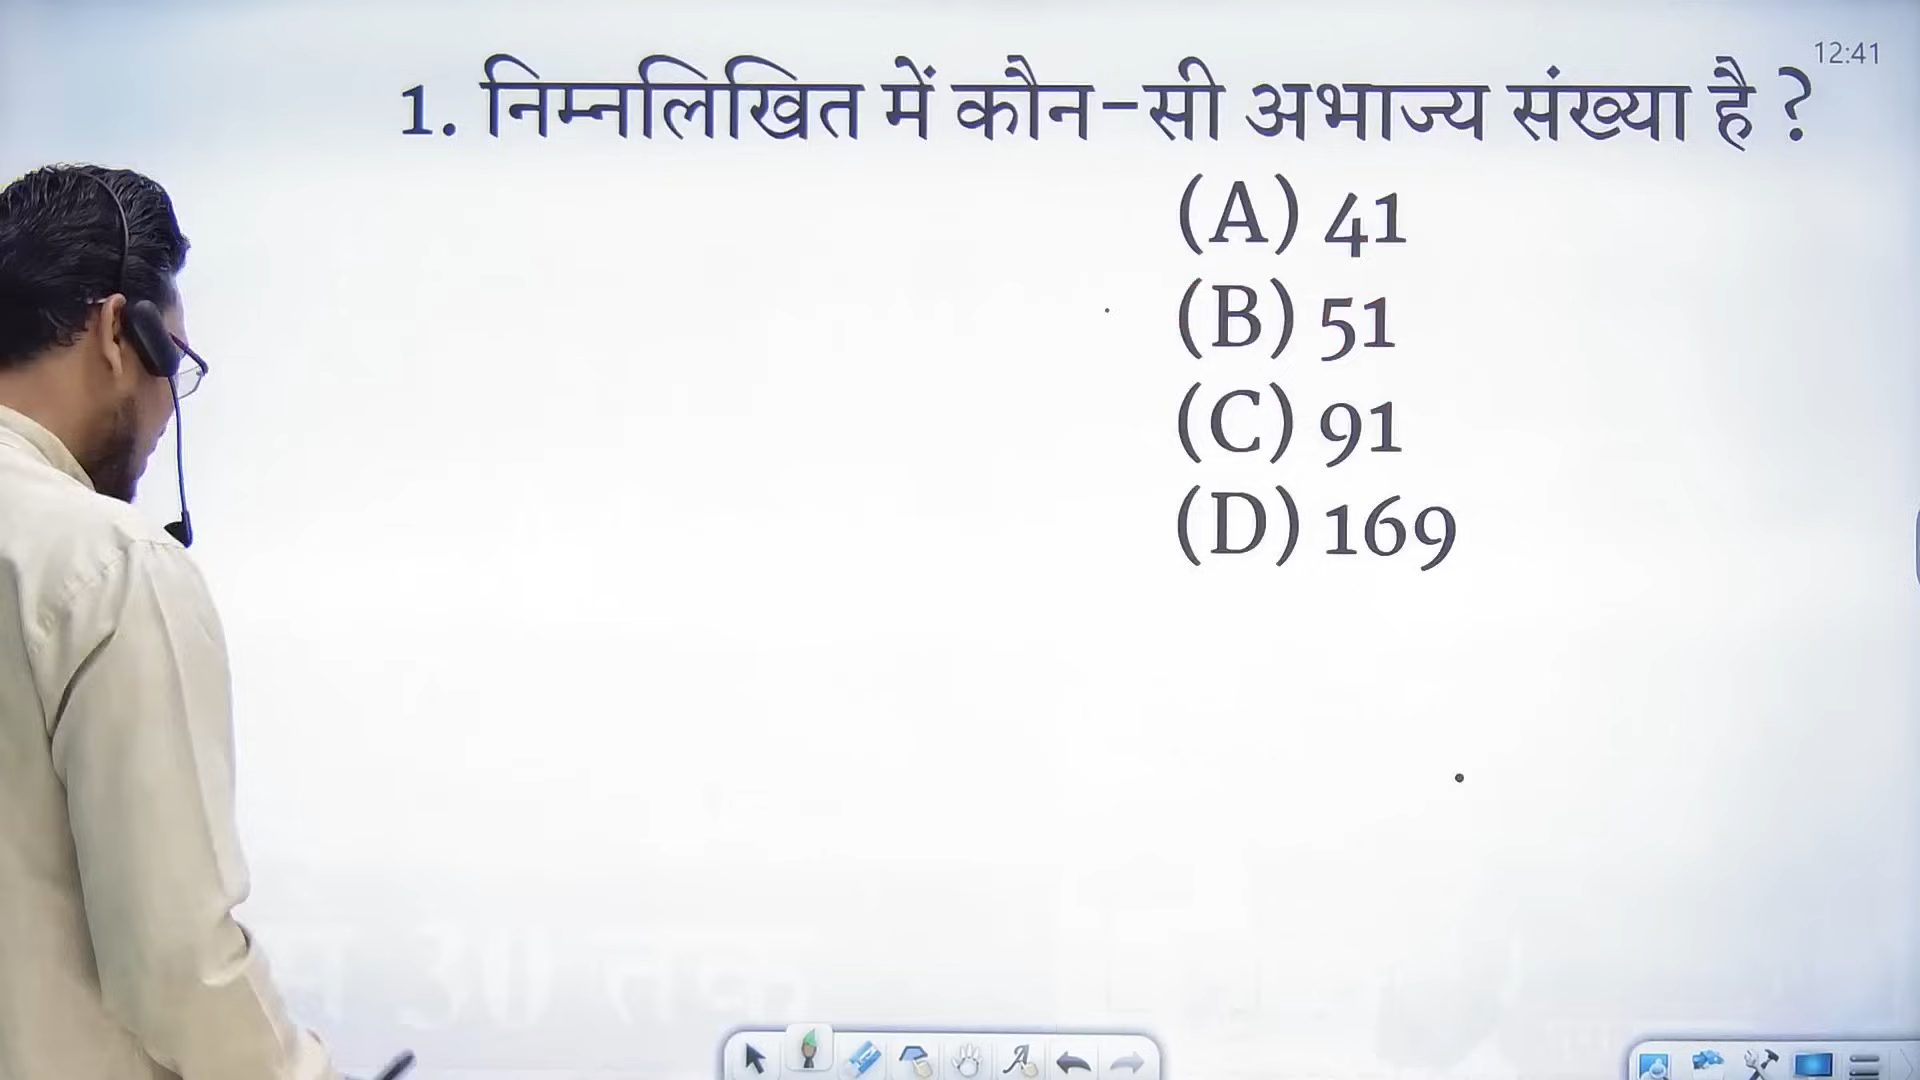 12:41
1. निम्नलिखित में कौन-सी अभाज्य संख्या है ?
(A) 41
(B) 51
(C) 91
(D) 169